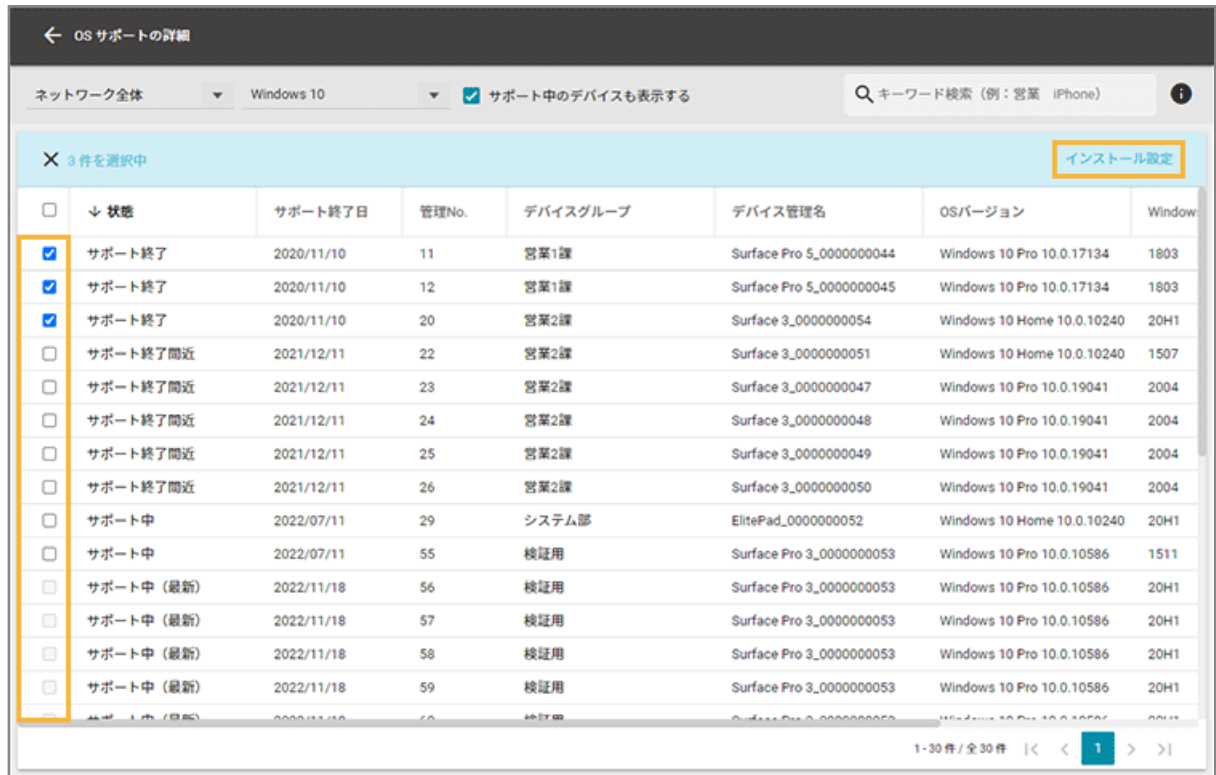 OS サポートの詳細
ネットワーク全体 Windows 10 サポート中のデバイスも表示する キーワード検索（例：営業 iPhone）
3 件を選択中 インストール設定
状態 サポート終了日 管理No. デバイスグループ デバイス管理名 OSバージョン Window
サポート終了 2020/11/10 11 営業1課 Surface Pro 5_0000000044 Windows 10 Pro 10.0.17134 1803
サポート終了 2020/11/10 12 営業1課 Surface Pro 5_0000000045 Windows 10 Pro 10.0.17134 1803
サポート終了 2020/11/10 20 営業2課 Surface 3_0000000054 Windows 10 Home 10.0.10240 20H1
サポート終了間近 2021/12/11 22 営業2課 Surface 3_0000000051 Windows 10 Home 10.0.10240 1507
サポート終了間近 2021/12/11 23 営業2課 Surface 3_0000000047 Windows 10 Pro 10.0.19041 2004
サポート終了間近 2021/12/11 24 営業2課 Surface 3_0000000048 Windows 10 Pro 10.0.19041 2004
サポート終了間近 2021/12/11 25 営業2課 Surface 3_0000000049 Windows 10 Pro 10.0.19041 2004
サポート終了間近 2021/12/11 26 営業2課 Surface 3_0000000050 Windows 10 Pro 10.0.19041 2004
サポート中 2022/07/11 29 システム部 ElitePad_0000000052 Windows 10 Home 10.0.10240 20H1
サポート中 2022/07/11 55 検証用 Surface Pro 3_0000000053 Windows 10 Pro 10.0.10586 1511
サポート中（最新） 2022/11/18 56 検証用 Surface Pro 3_0000000053 Windows 10 Pro 10.0.10586 20H1
サポート中（最新） 2022/11/18 57 検証用 Surface Pro 3_0000000053 Windows 10 Pro 10.0.10586 20H1
サポート中（最新） 2022/11/18 58 検証用 Surface Pro 3_0000000053 Windows 10 Pro 10.0.10586 20H1
サポート中（最新） 2022/11/18 59 検証用 Surface Pro 3_0000000053 Windows 10 Pro 10.0.10586 20H1
1 - 30 件 / 全 30 件 1